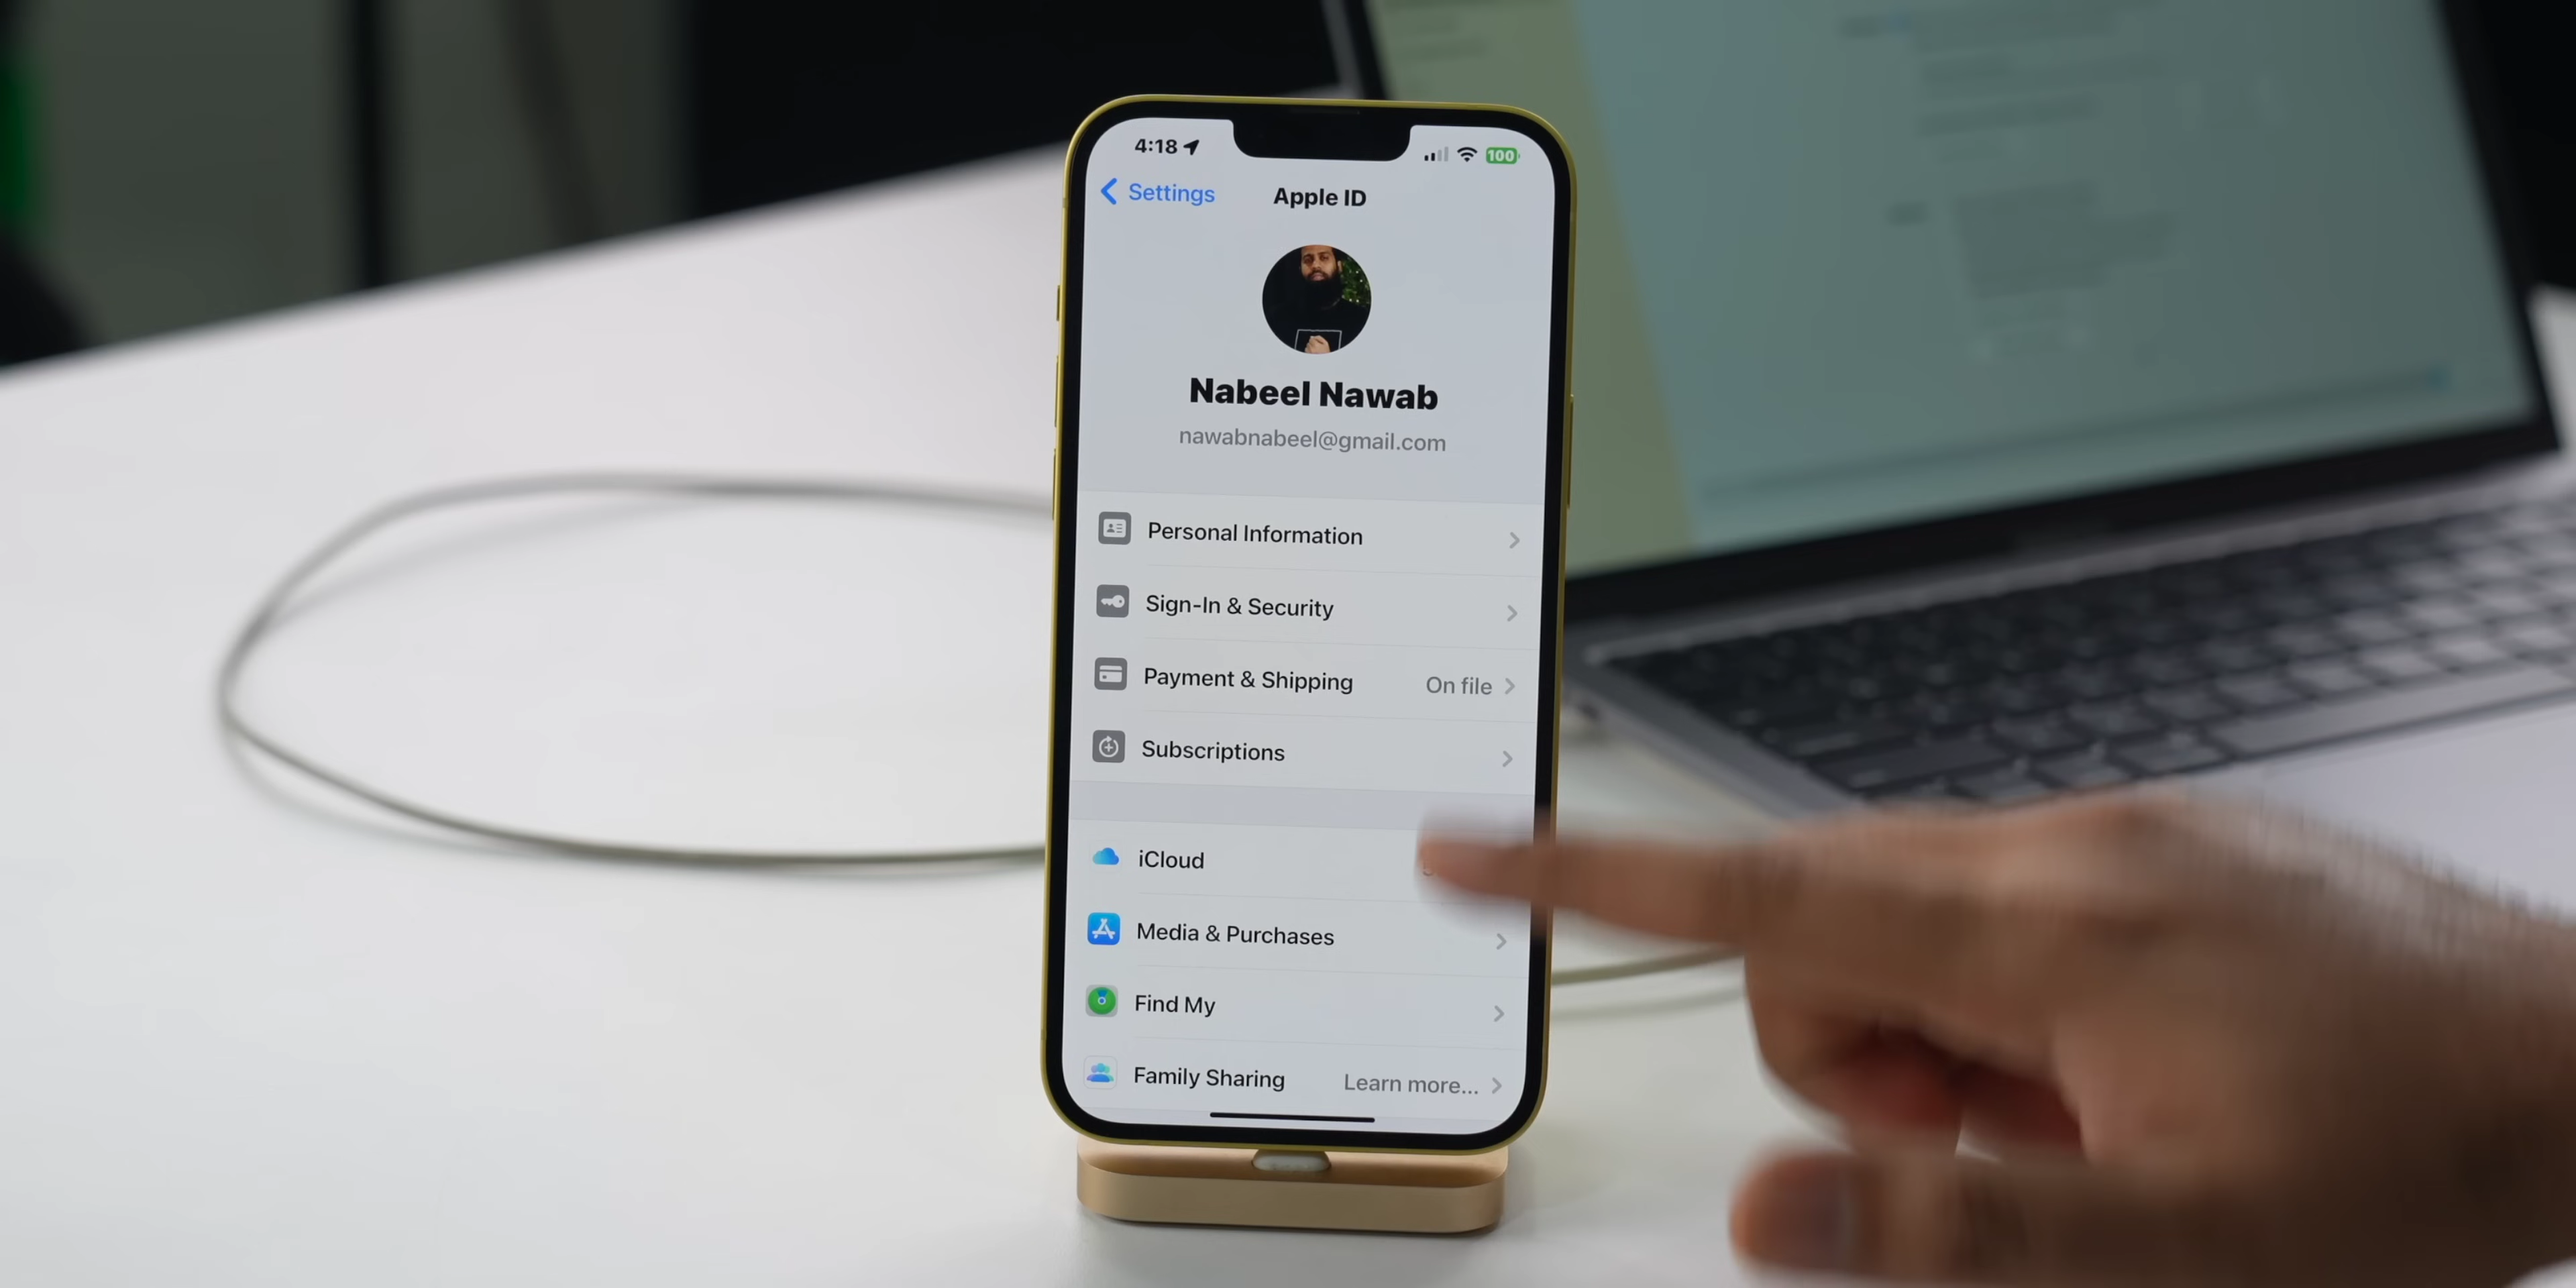 4:18
100
Settings
Apple ID
Nabeel Nawab
nawabnabeel@gmail.com
Personal Information
Sign-In & Security
Payment & Shipping On file
Subscriptions
iCloud
Media & Purchases
Find My
Family Sharing Learn more...